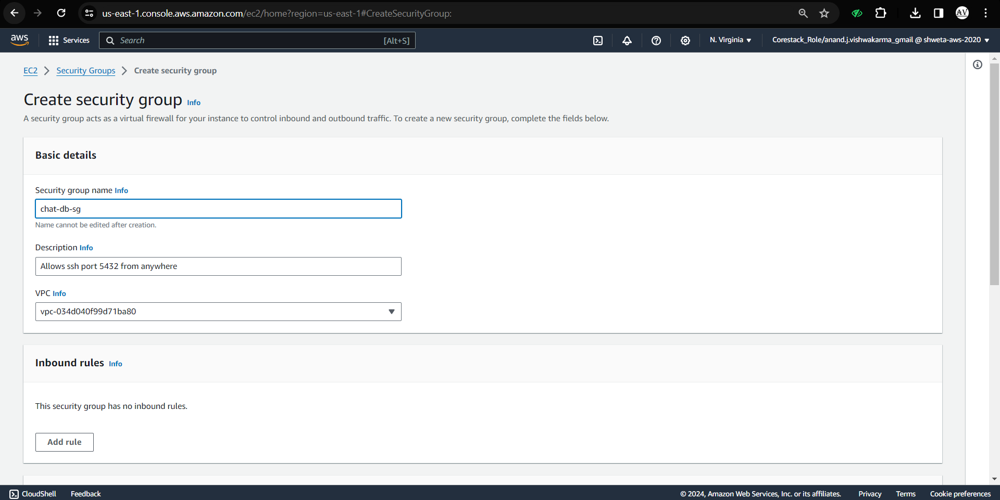 us-east-1.console.aws.amazon.com/ec2/home?region=us-east-1#CreateSecurityGroup:
AV
aws
Services
Search
[Alt+S]
N. Virginia
Corestack_Role/anand.j.vishwakarma_gmail @ shweta-aws-2020
EC2
Security Groups
Create security group
Create security group Info
A security group acts as a virtual firewall for your instance to control inbound and outbound traffic. To create a new security group, complete the fields below.
Basic details
Security group name Info
chat-db-sg
Name cannot be edited after creation.
Description Info
Allows ssh port 5432 from anywhere
VPC Info
vpc-034d040f99d71ba80
Inbound rules Info
This security group has no inbound rules.
Add rule
CloudShell
Feedback
© 2024, Amazon Web Services, Inc. or its affiliates.
Privacy
Terms
Cookie preferences